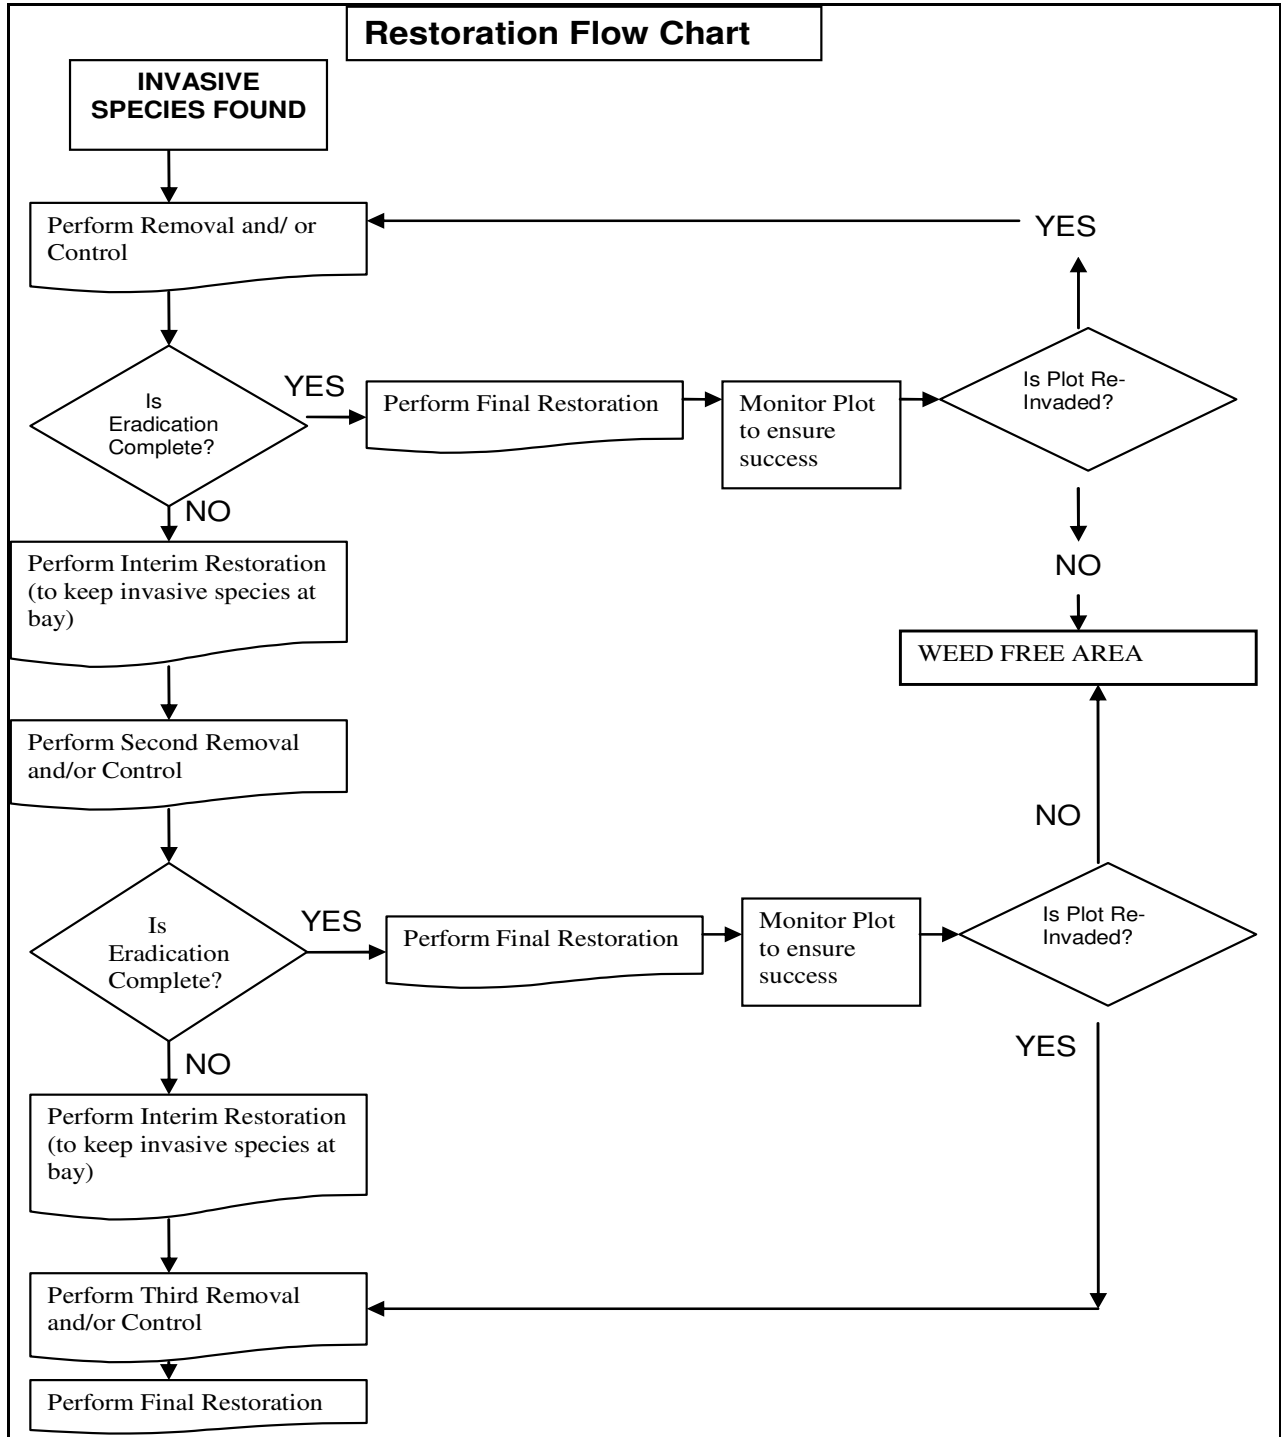 Restoration Flow Chart
INVASIVE
SPECIES FOUND
Perform Removal and/ or
Control
YES
Is
Eradication
Complete?
YES
Perform Final Restoration
Monitor Plot
to ensure
success
Is Plot Re-
Invaded?
NO
NO
Perform Interim Restoration
(to keep invasive species at
bay)
WEED FREE AREA
Perform Second Removal
and/or Control
NO
Is
Eradication
Complete?
YES
Perform Final Restoration
Monitor Plot
to ensure
success
Is Plot Re-
Invaded?
YES
NO
Perform Interim Restoration
(to keep invasive species at
bay)
Perform Third Removal
and/or Control
Perform Final Restoration